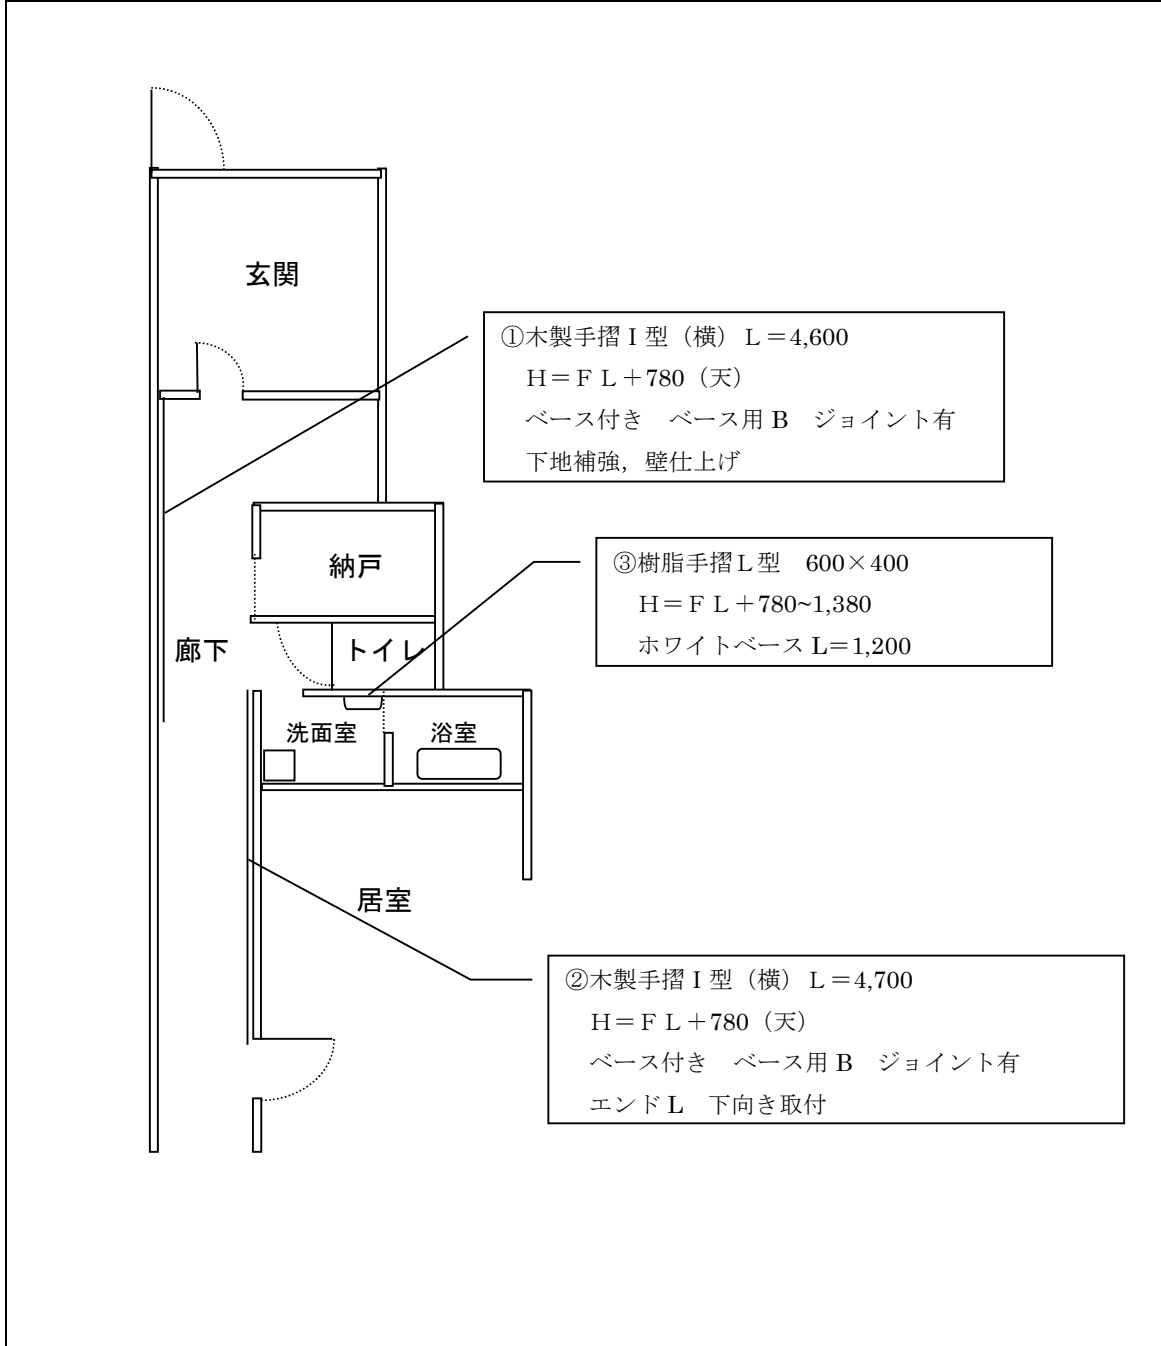 玄関
①木製手摺 I 型（横）Ｌ＝4,600
Ｈ＝ＦＬ＋780（天）
ベース付き　ベース用 B　ジョイント有
下地補強，壁仕上げ
納戸
③樹脂手摺Ｌ型　600×400
Ｈ＝ＦＬ＋780~1,380
ホワイトベース L＝1,200
廊下
トイレ
洗面室
浴室
居室
②木製手摺 I 型（横）Ｌ＝4,700
Ｈ＝ＦＬ＋780（天）
ベース付き　ベース用 B　ジョイント有
エンド L　下向き取付